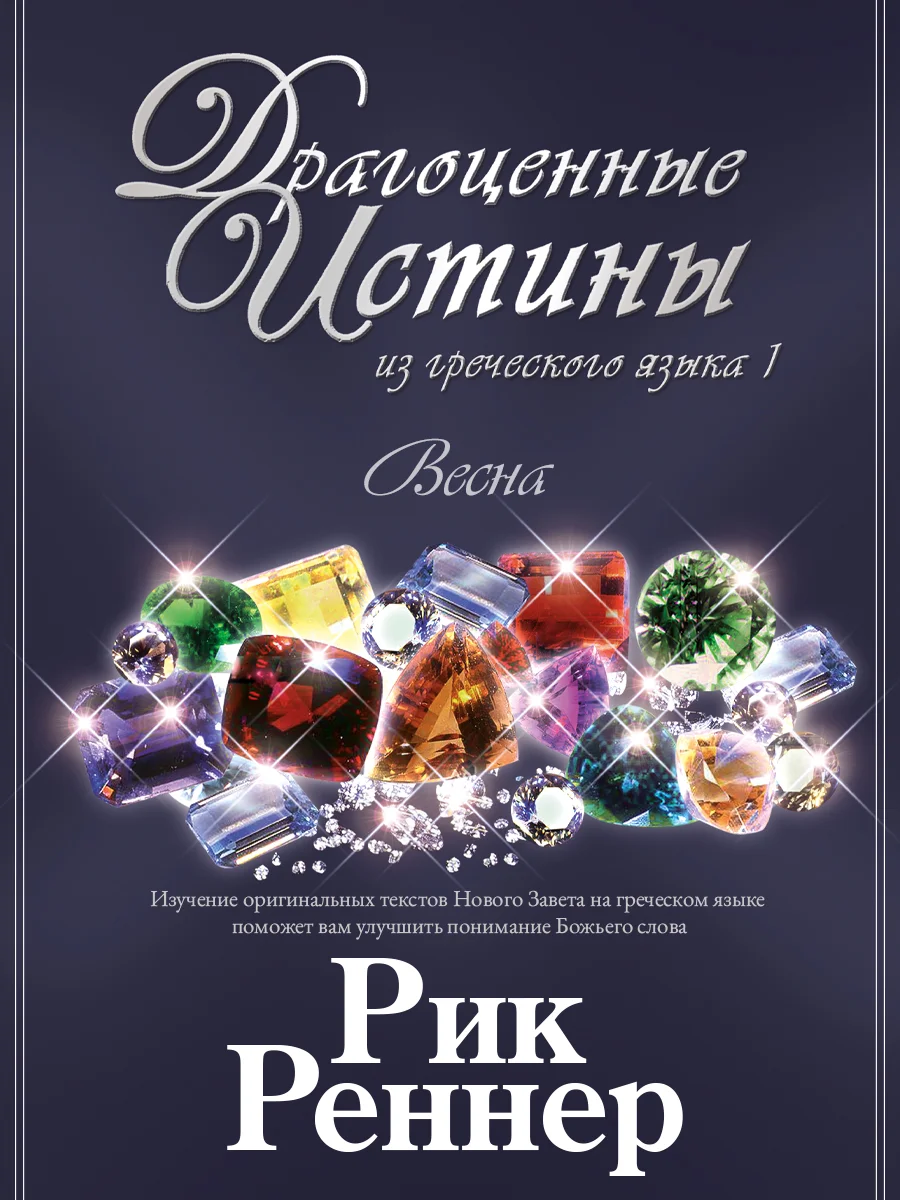 Драгоценные
Истины
из греческого языка 1
Весна
Изучение оригинальных текстов Нового Завета на греческом языке
поможет вам улучшить понимание Божьего слова
Рик
Реннер